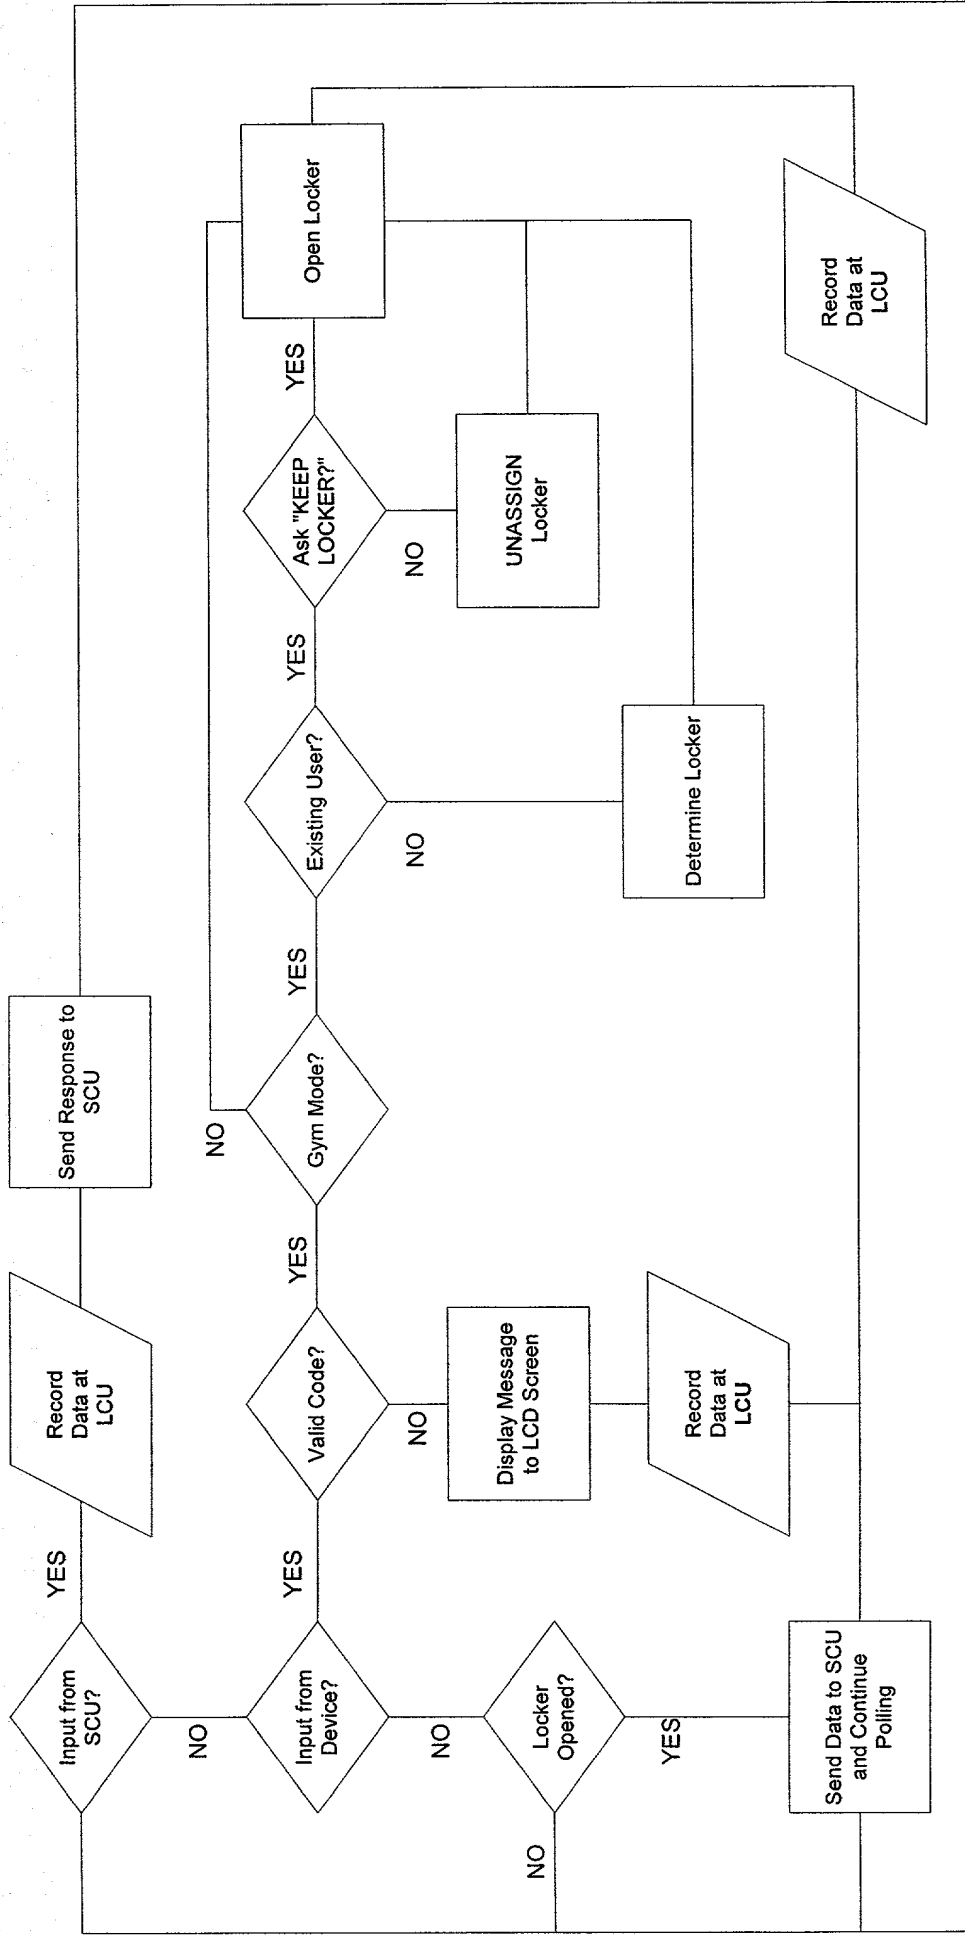 Input from
SCU?
YES
Record
Data at
LCU
Send Response to
SCU
NO
Input from
Device?
YES
Valid Code?
YES
Gym Mode?
NO
YES
Existing User?
YES
Ask "KEEP
LOCKER?"
YES
Open Locker
NO
Locker
Opened?
NO
YES
NO
Display Message
to LCD Screen
Record
Data at
LCU
NO
Determine Locker
NO
UNASSIGN
Locker
Send Data to SCU
and Continue
Polling
Record
Data at
LCU